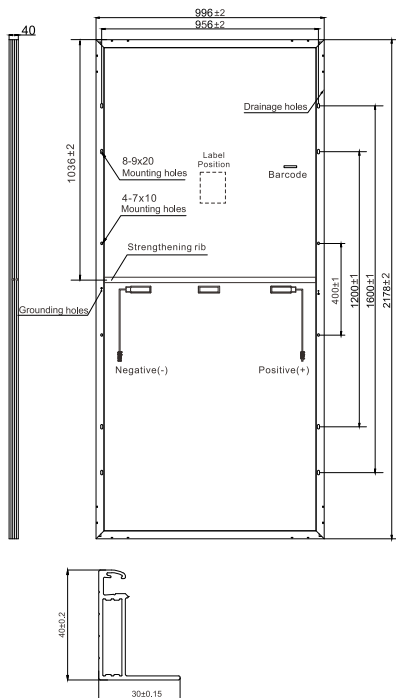 996±2
956±2
40
Drainage holes
1036±2
8-9x20
Mounting holes
Label
Position
Barcode
4-7x10
Mounting holes
Strengthening rib
400±1
1200±1
1600±1
2178±2
Grounding holes
Negative(-)
Positive(+)
40±0.2
30±0.15